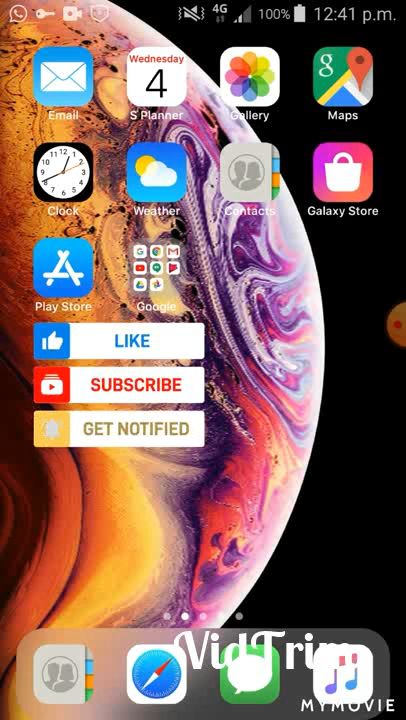 4G 100% 12:41 p.m.
Wednesday
4
Email S Planner Gallery Maps
Clock Weather Contacts Galaxy Store
Play Store Google
LIKE
SUBSCRIBE
GET NOTIFIED
VidTrim
MYMOVIE